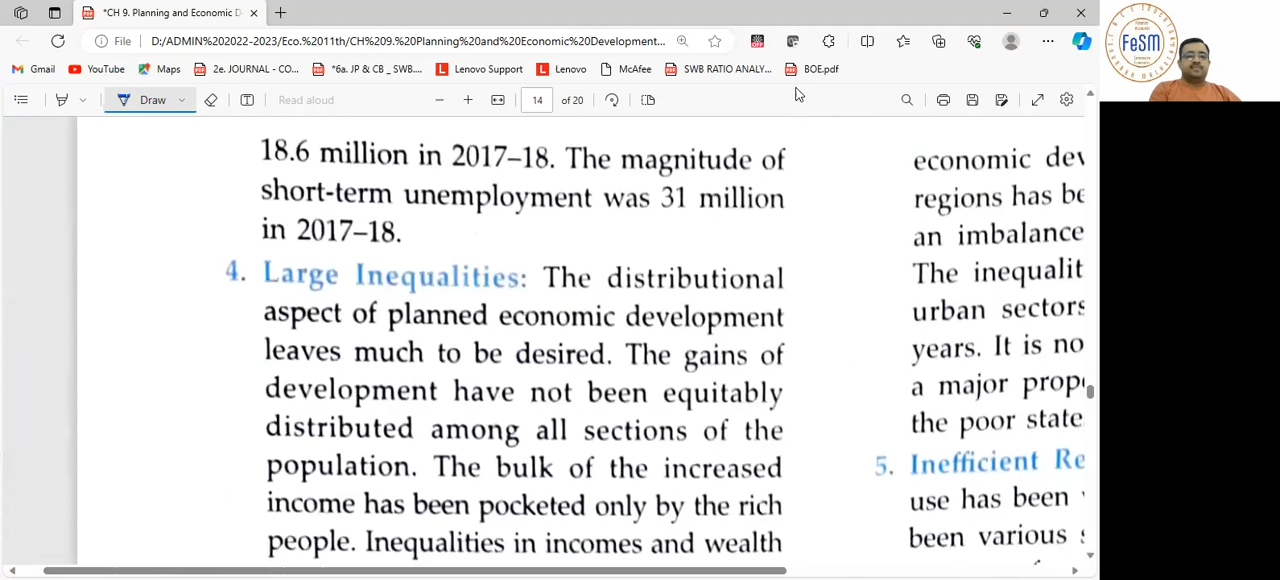 *CH 9. Planning and Economic D
File
D:/ADMIN%202022-2023/Eco.%2011th/CH%209.%20Planning%20and%20Economic%20Development...
Gmail
YouTube
Maps
2e. JOURNAL - CO...
*6a. JP & CB _ SWB....
Lenovo Support
Lenovo
McAfee
SWB RATIO ANALY...
BOE.pdf
Draw
Read aloud
14
of 20
18.6 million in 2017–18. The magnitude of
short-term unemployment was 31 million
in 2017–18.
4. Large Inequalities: The distributional
aspect of planned economic development
leaves much to be desired. The gains of
development have not been equitably
distributed among all sections of the
population. The bulk of the increased
income has been pocketed only by the rich
people. Inequalities in incomes and wealth
economic dev
regions has be
an imbalance
The inequalit
urban sectors
years. It is no
a major prop
the poor state
5. Inefficient Re
use has been
been various
FeSM